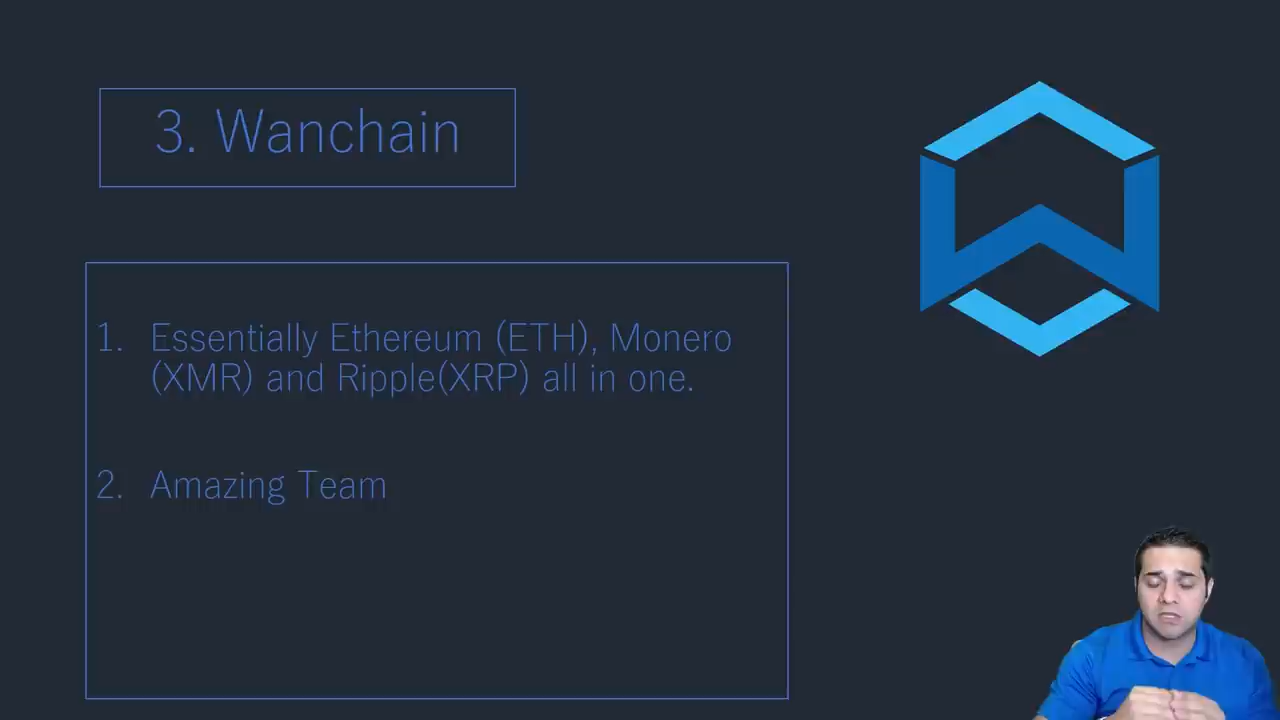 3. Wanchain
1. Essentially Ethereum (ETH), Monero
(XMR) and Ripple(XRP) all in one.
2. Amazing Team